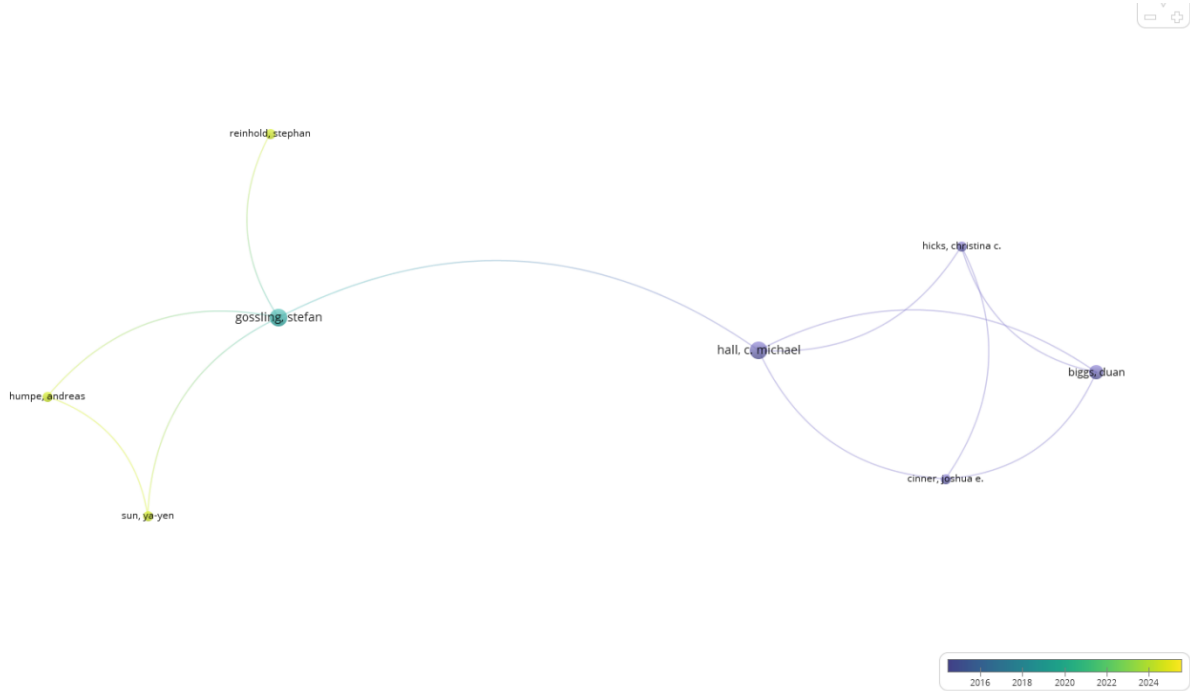 reinhold, stephan
hicks, christina c.
gossling, stefan
hall, c. michael
biggs, duan
humpe, andreas
cinner, joshua e.
sun, ya-yen
2016 2018 2020 2022 2024